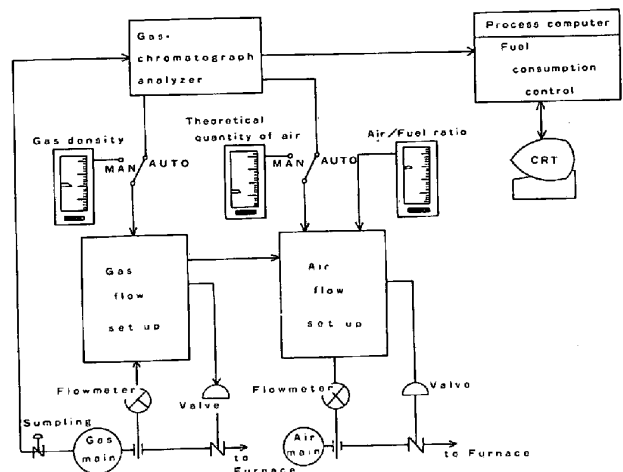 Gas-
chromatograph
analyzer
Process computer
Fuel
consumption
control
CRT
Gas density
MAN
AUTO
Theoretical
quantity of air
MAN
AUTO
Air/Fuel ratio
Gas
flow
set up
Air
flow
set up
Flowmeter
Valve
Flowmeter
Valve
Sumpling
Gas
main
to
Furnace
Air
main
to Furnace